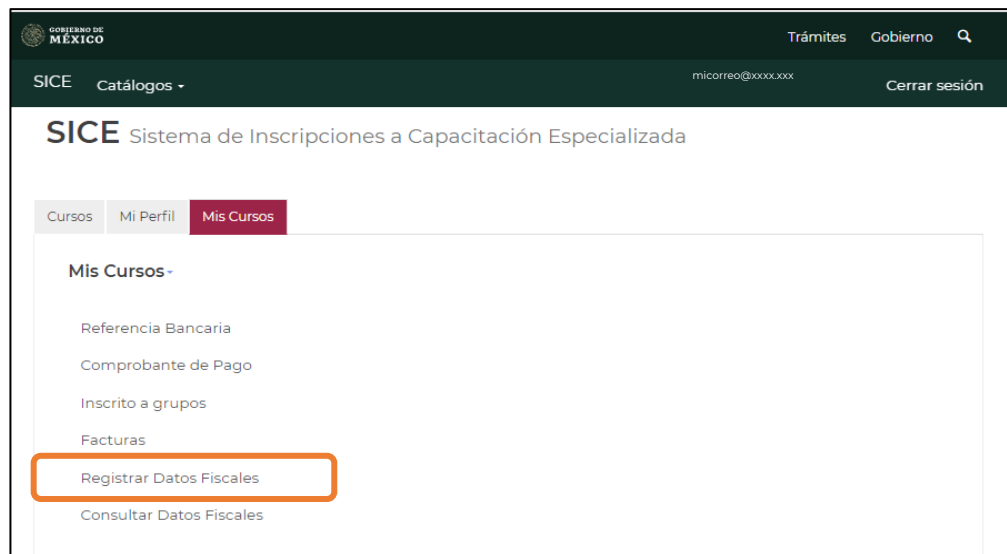 GOBIERNO DE
MÉXICO
Trámites Gobierno
SICE Catálogos micorreo@xxxx.xxx Cerrar sesión
SICE Sistema de Inscripciones a Capacitación Especializada
Cursos Mi Perfil Mis Cursos
Mis Cursos
Referencia Bancaria
Comprobante de Pago
Inscrito a grupos
Facturas
Registrar Datos Fiscales
Consultar Datos Fiscales